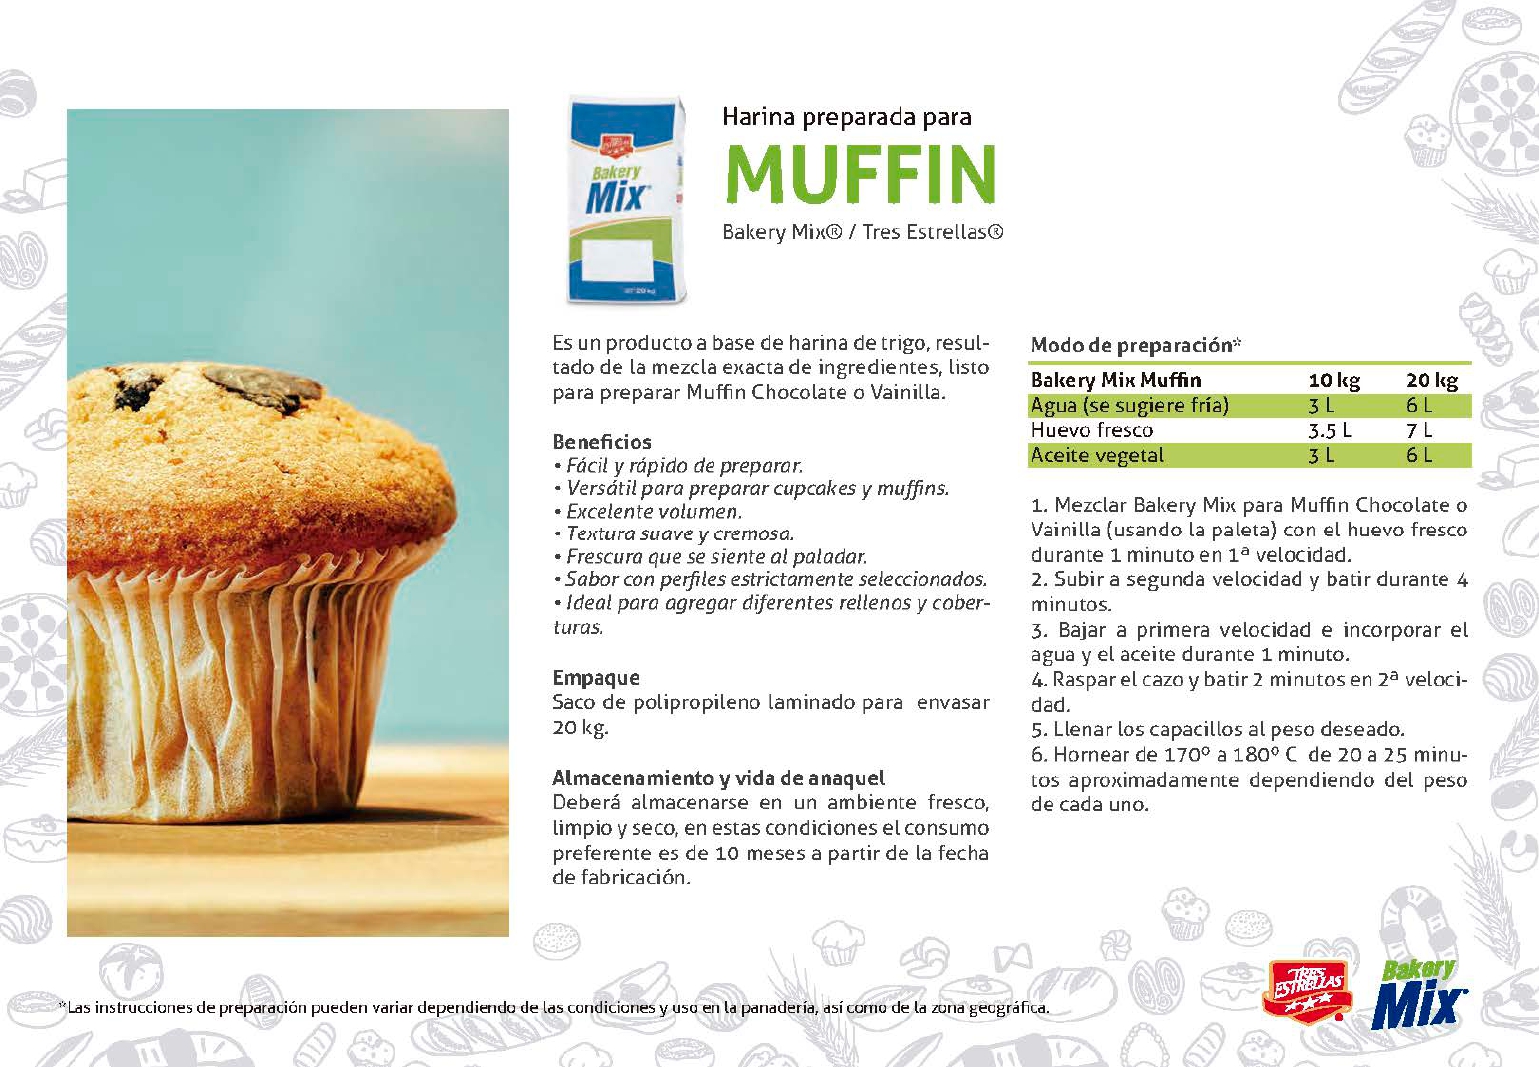 Harina preparada para
MUFFIN
Bakery Mix® / Tres Estrellas®
TRES
ESTRELLAS
Bakery
Mix
20 kg
Es un producto a base de harina de trigo, resul-
tado de la mezcla exacta de ingredientes, listo
para preparar Muffin Chocolate o Vainilla.
Beneficios
• Fácil y rápido de preparar.
• Versátil para preparar cupcakes y muffins.
• Excelente volumen.
• Textura suave y cremosa.
• Frescura que se siente al paladar.
• Sabor con perfiles estrictamente seleccionados.
• Ideal para agregar diferentes rellenos y cober-
turas.
Empaque
Saco de polipropileno laminado para envasar
20 kg.
Almacenamiento y vida de anaquel
Deberá almacenarse en un ambiente fresco,
limpio y seco, en estas condiciones el consumo
preferente es de 10 meses a partir de la fecha
de fabricación.
Modo de preparación*
Bakery Mix Muffin 10 kg 20 kg
Agua (se sugiere fría) 3 L 6 L
Huevo fresco 3.5 L 7 L
Aceite vegetal 3 L 6 L
1. Mezclar Bakery Mix para Muffin Chocolate o
Vainilla (usando la paleta) con el huevo fresco
durante 1 minuto en 1ª velocidad.
2. Subir a segunda velocidad y batir durante 4
minutos.
3. Bajar a primera velocidad e incorporar el
agua y el aceite durante 1 minuto.
4. Raspar el cazo y batir 2 minutos en 2ª veloci-
dad.
5. Llenar los capacillos al peso deseado.
6. Hornear de 170º a 180º C de 20 a 25 minu-
tos aproximadamente dependiendo del peso
de cada uno.
*Las instrucciones de preparación pueden variar dependiendo de las condiciones y uso en la panadería, así como de la zona geográfica.
TRES
ESTRELLAS
Bakery
Mix